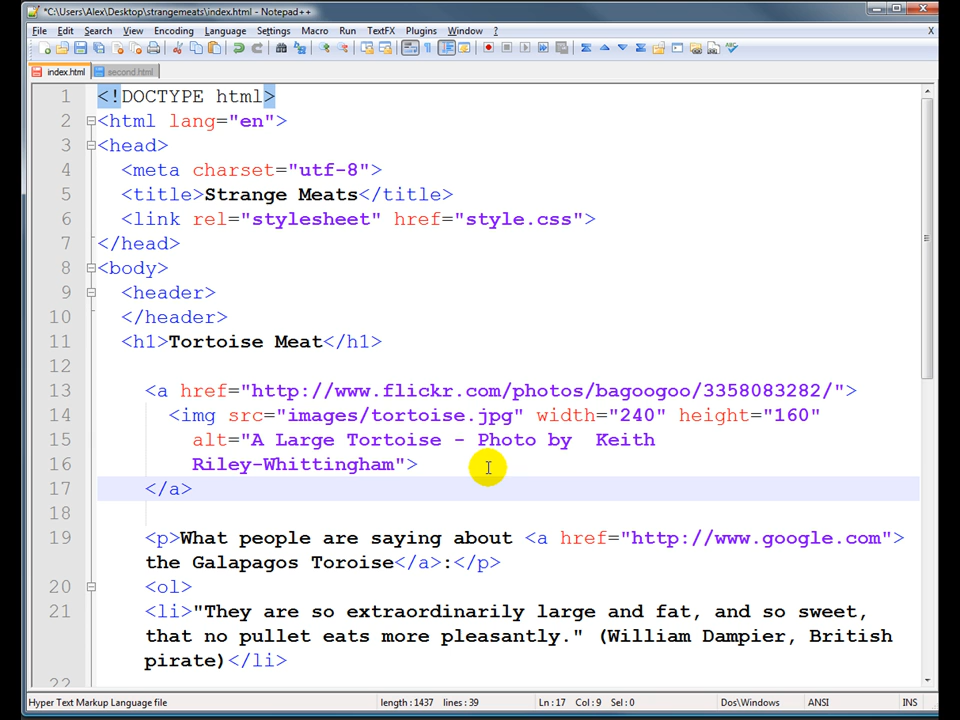 *C:\Users\Alex\Desktop\strangemeats\index.html - Notepad++
File Edit Search View Encoding Language Settings Macro Run TextFX Plugins Window ? X
index.html second.html
1 <!DOCTYPE html>
2 <html lang="en">
3 <head>
4 <meta charset="utf-8">
5 <title>Strange Meats</title>
6 <link rel="stylesheet" href="style.css">
7 </head>
8 <body>
9 <header>
10 </header>
11 <h1>Tortoise Meat</h1>
12
13 <a href="http://www.flickr.com/photos/bagoogoo/3358083282/">
14 <img src="images/tortoise.jpg" width="240" height="160"
15 alt="A Large Tortoise - Photo by  Keith
16 Riley-Whittingham">
17 </a>
18
19 <p>What people are saying about <a href="http://www.google.com">
the Galapagos Toroise</a>:</p>
20 <ol>
21 <li>"They are so extraordinarily large and fat, and so sweet,
that no pullet eats more pleasantly." (William Dampier, British
pirate)</li>
22
Hyper Text Markup Language file length : 1437 lines : 39 Ln : 17 Col : 9 Sel : 0 Dos\Windows ANSI INS